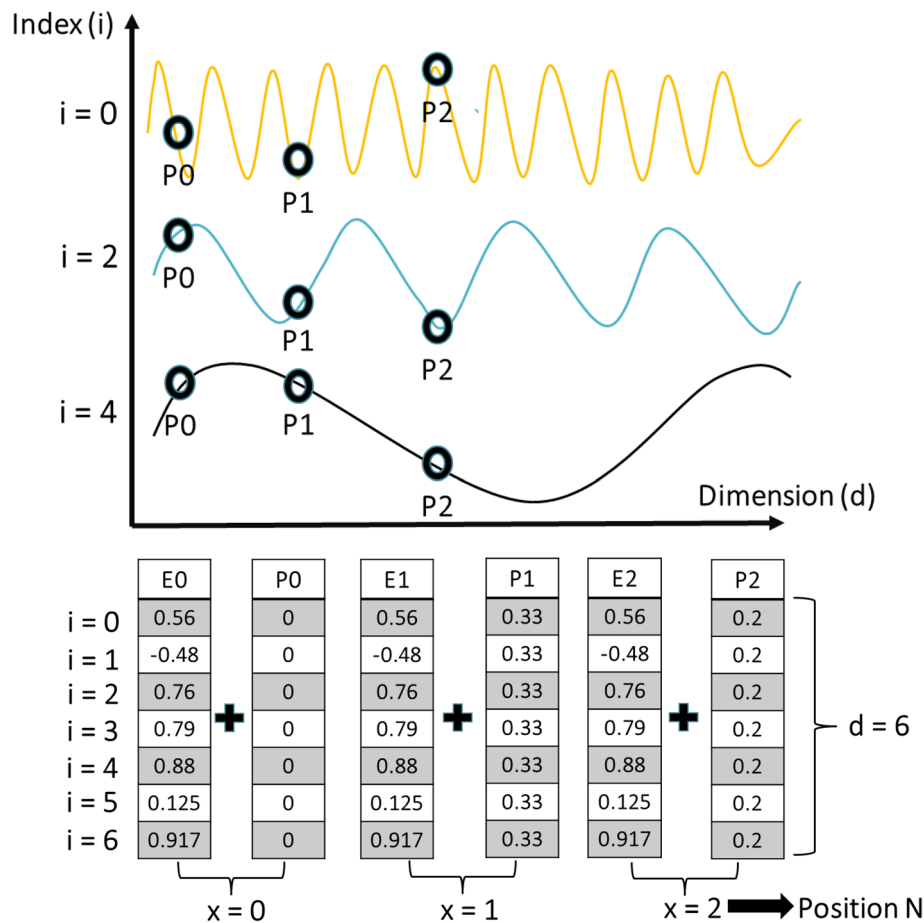 Index (i)
i = 0
P0
P1
P2
i = 2
P0
P1
P2
i = 4
P0
P1
P2
Dimension (d)
E0 P0 E1 P1 E2 P2
i = 0 0.56 0 0.56 0.33 0.56 0.2
i = 1 -0.48 0 -0.48 0.33 -0.48 0.2
i = 2 0.76 0 0.76 0.33 0.76 0.2
i = 3 0.79 0 0.79 0.33 0.79 0.2
i = 4 0.88 0 0.88 0.33 0.88 0.2
i = 5 0.125 0 0.125 0.33 0.125 0.2
i = 6 0.917 0 0.917 0.33 0.917 0.2
+ + +
d = 6
x = 0 x = 1 x = 2 Position N